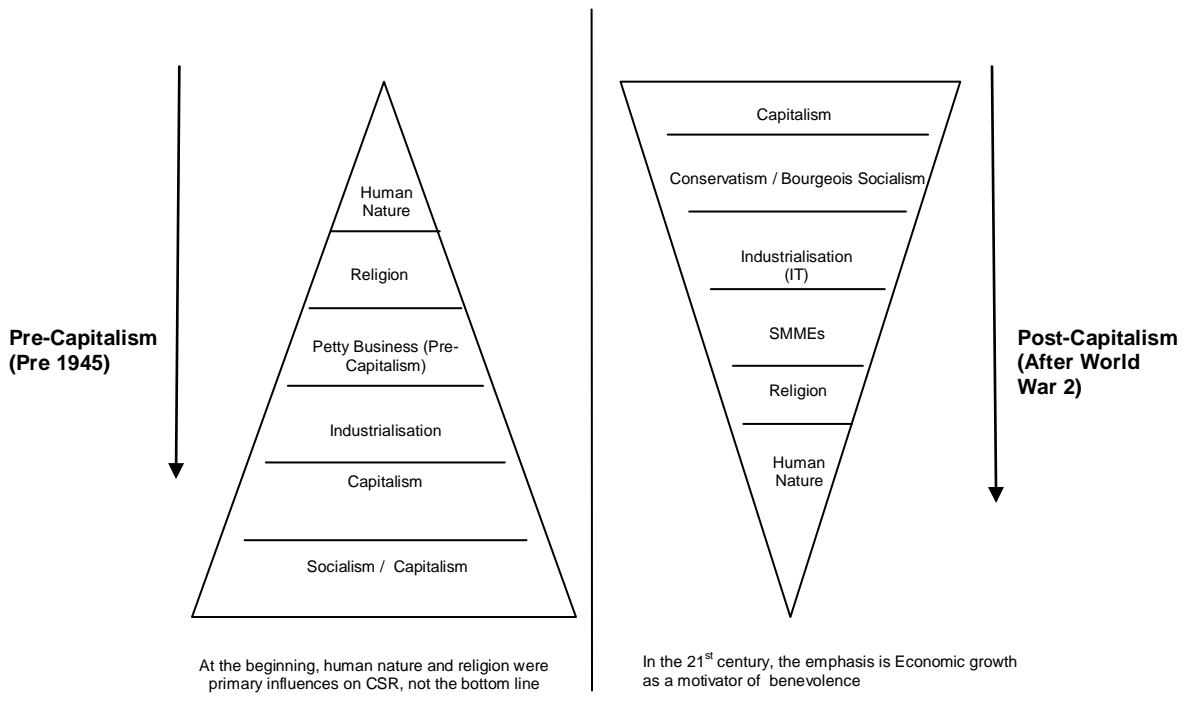 Pre-Capitalism
(Pre 1945)
Human
Nature
Religion
Petty Business (Pre-
Capitalism)
Industrialisation
Capitalism
Socialism / Capitalism
At the beginning, human nature and religion were
primary influences on CSR, not the bottom line
Capitalism
Conservatism / Bourgeois Socialism
Industrialisation
(IT)
SMMEs
Religion
Human
Nature
Post-Capitalism
(After World
War 2)
In the 21st century, the emphasis is Economic growth
as a motivator of benevolence